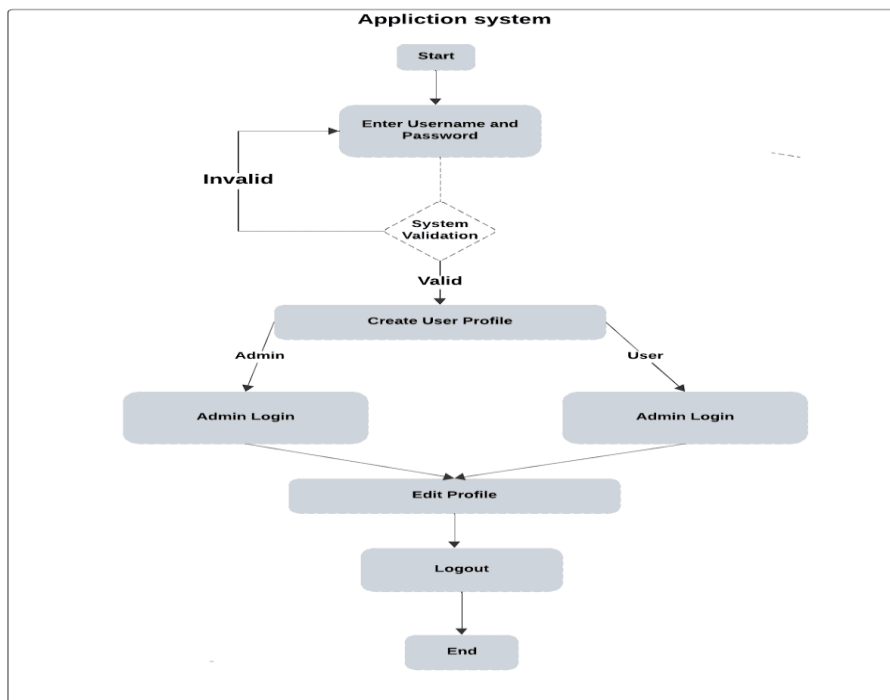 Appliction system
Start
Enter Username and
Password
Invalid
System
Validation
Valid
Create User Profile
Admin
User
Admin Login
Admin Login
Edit Profile
Logout
End